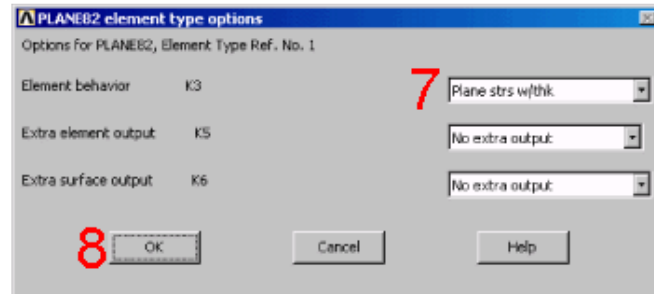 PLANE82 element type options
Options for PLANE82, Element Type Ref. No. 1
Element behavior K3 7 Plane strs w/thk
Extra element output K5 No extra output
Extra surface output K6 No extra output
8 OK Cancel Help